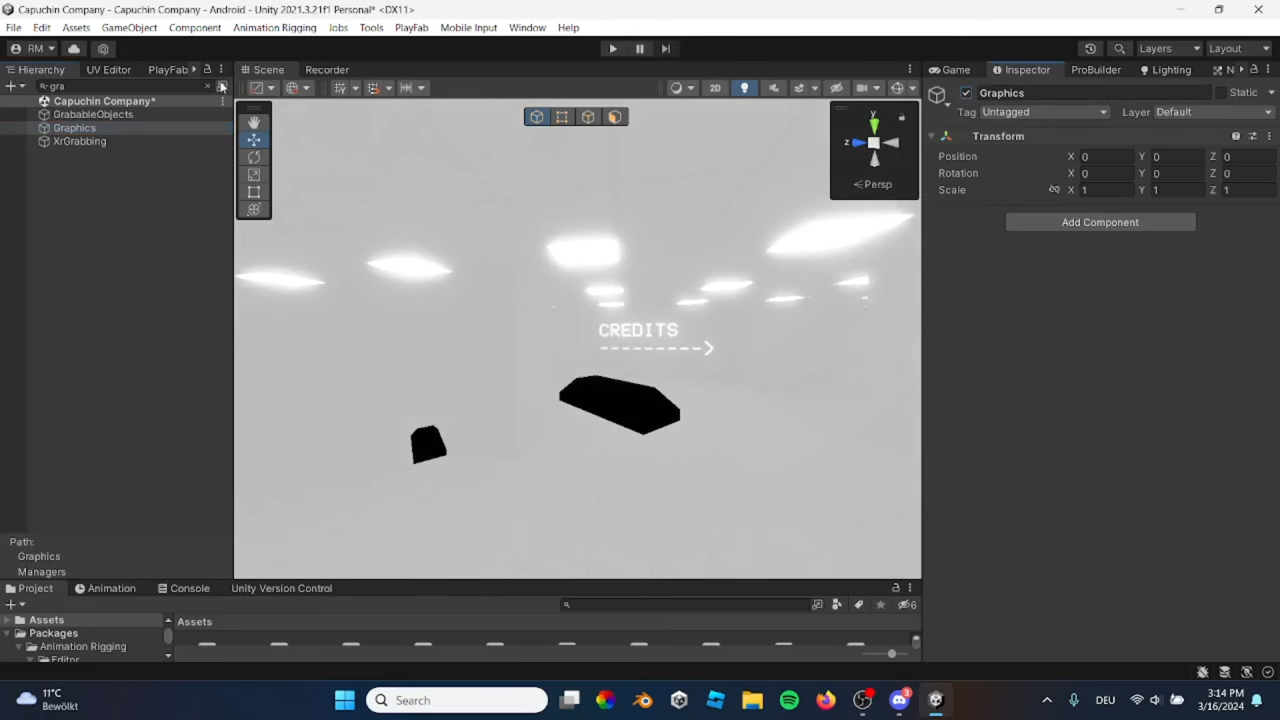 Capuchin Company - Capuchin Company - Android - Unity 2021.3.21f1 Personal* <DX11>
File Edit Assets GameObject Component Animation Rigging Jobs Tools PlayFab Mobile Input Window Help
RM Layers Layout
Hierarchy UV Editor PlayFab Scene Recorder Game Inspector ProBuilder Lighting N
gra 2D Graphics Static
Capuchin Company*
GrabableObjects
Graphics
XrGrabbing
Tag Untagged Layer Default
Transform
Position X 0 Y 0 Z 0
Rotation X 0 Y 0 Z 0
Scale X 1 Y 1 Z 1
Add Component
y
z
Persp
CREDITS
--------->
Path:
Graphics
Managers
Project Animation Console Unity Version Control
6
Assets Assets
Packages
Animation Rigging
Editor
11°C
Bewölkt
Search
3
DEU
3:14 PM
3/16/2024